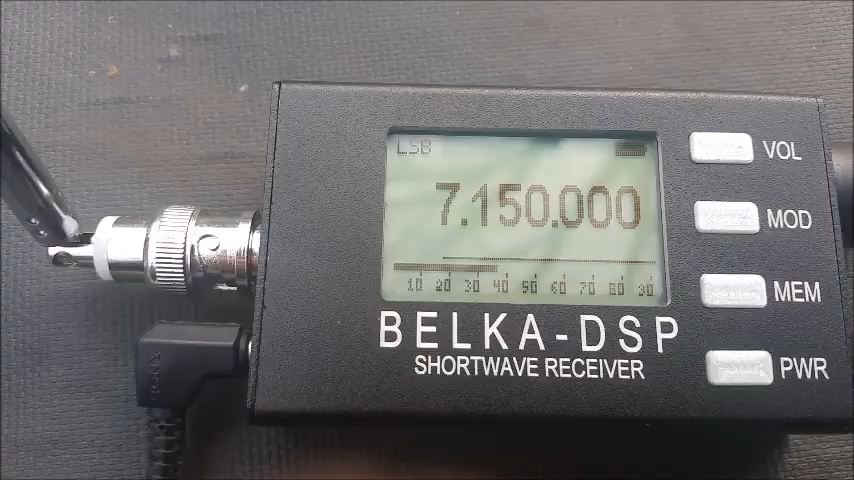 LSB
7.150.000
10 20 30 40 50 60 70 80 90
BELKA-DSP
SHORTWAVE RECEIVER
VOL
MOD
MEM
PWR
SONY